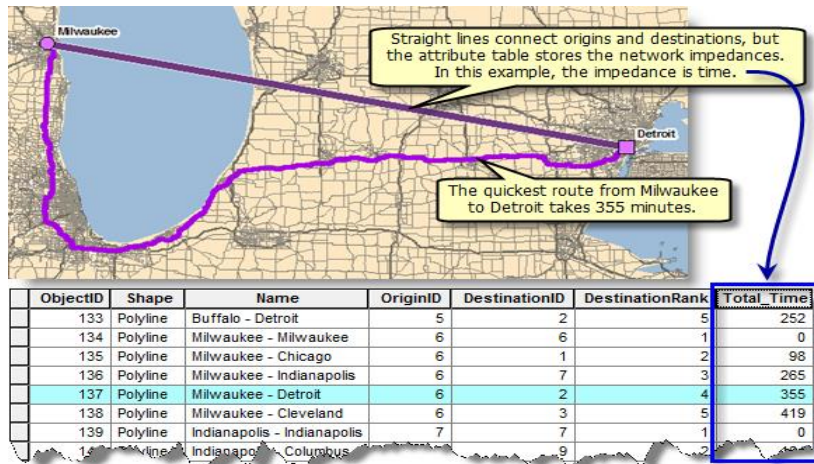 Milwaukee
Straight lines connect origins and destinations, but
the attribute table stores the network impedances.
In this example, the impedance is time.
Detroit
The quickest route from Milwaukee
to Detroit takes 355 minutes.
ObjectID Shape Name OriginID DestinationID DestinationRank Total_Time
133 Polyline Buffalo - Detroit 5 2 5 252
134 Polyline Milwaukee - Milwaukee 6 6 1 0
135 Polyline Milwaukee - Chicago 6 1 2 98
136 Polyline Milwaukee - Indianapolis 6 7 3 265
137 Polyline Milwaukee - Detroit 6 2 4 355
138 Polyline Milwaukee - Cleveland 6 3 5 419
139 Polyline Indianapolis - Indianapolis 7 7 1 0
Columbus 9 2